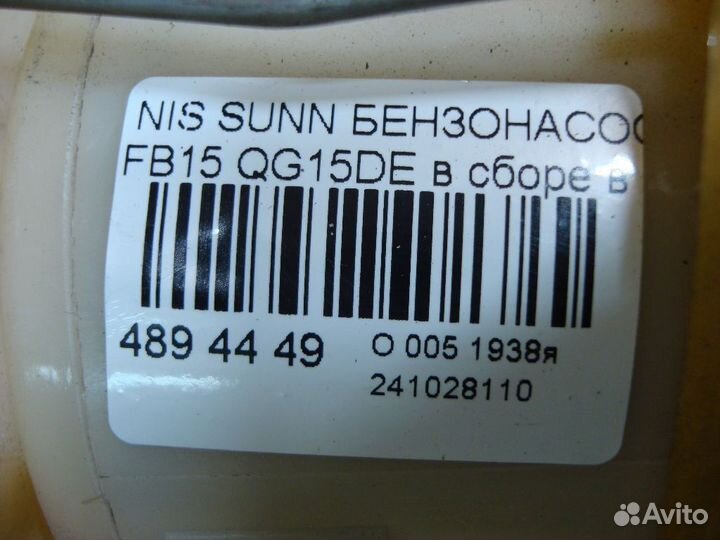 NIS SUNN БЕНЗОНАСОС
FB15 QG15DE в сборе в
489 44 49
О 005 1938я
241028110
Avito